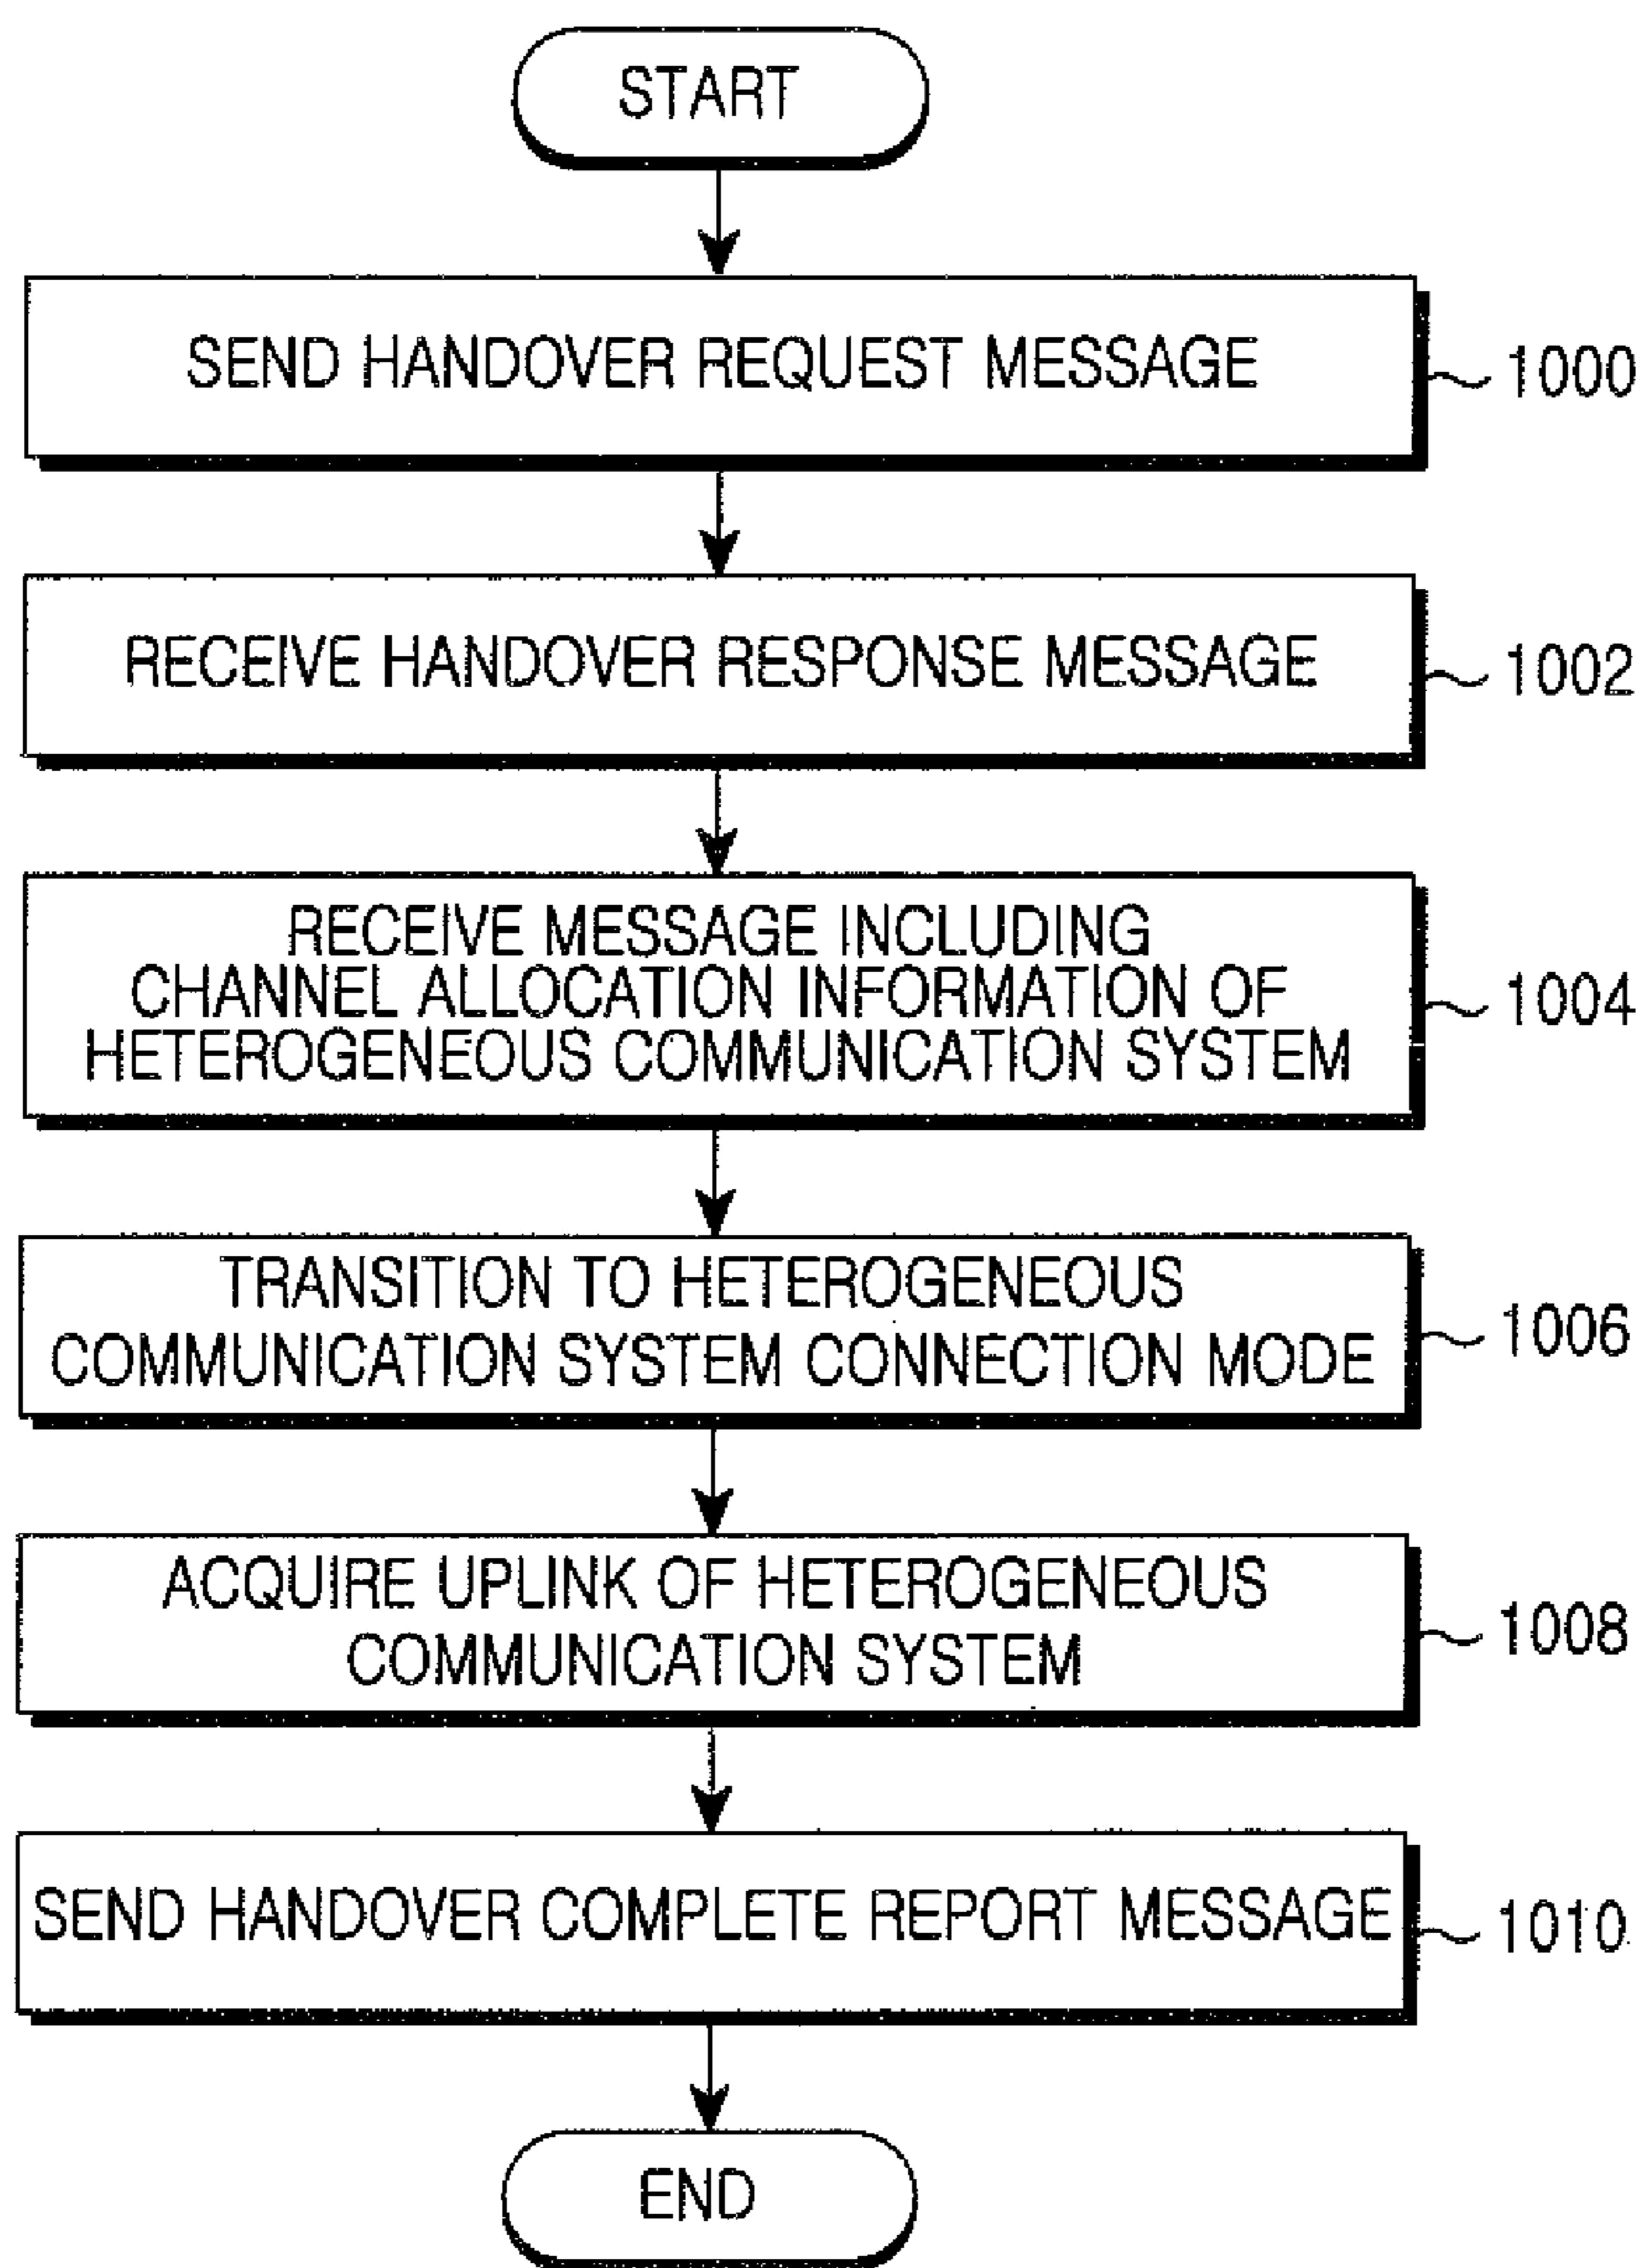 START
SEND HANDOVER REQUEST MESSAGE
1000
RECEIVE HANDOVER RESPONSE MESSAGE
1002
RECEIVE MESSAGE INCLUDING
CHANNEL ALLOCATION INFORMATION OF
HETEROGENEOUS COMMUNICATION SYSTEM
1004
TRANSITION TO HETEROGENEOUS
COMMUNICATION SYSTEM CONNECTION MODE
1006
ACQUIRE UPLINK OF HETEROGENEOUS
COMMUNICATION SYSTEM
1008
SEND HANDOVER COMPLETE REPORT MESSAGE
1010
END